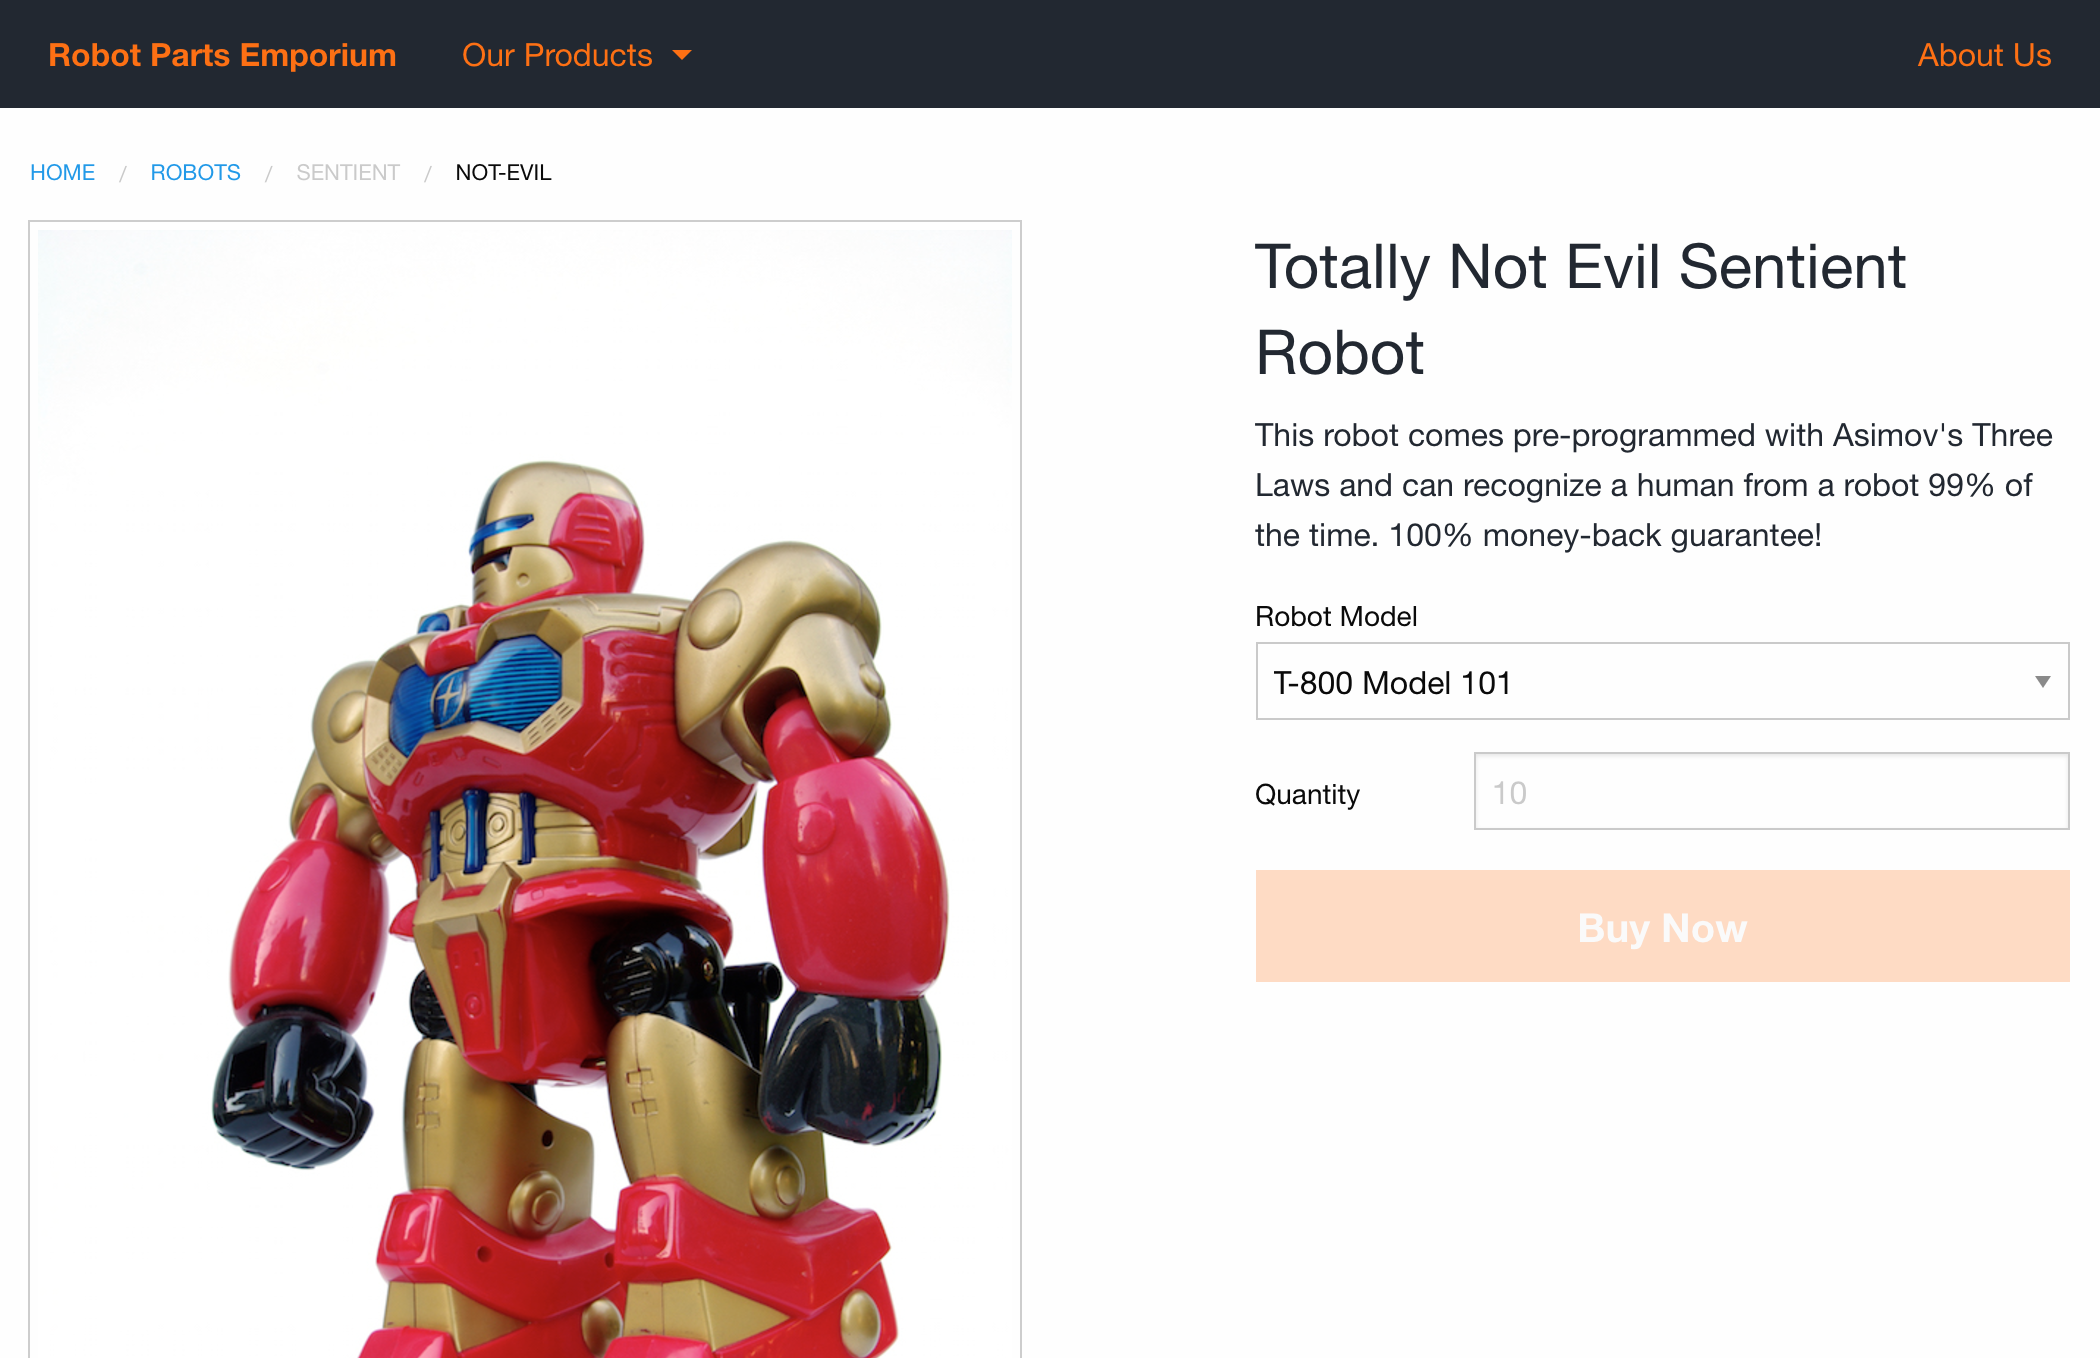 Robot Parts Emporium Our Products About Us
HOME / ROBOTS / SENTIENT / NOT-EVIL
Totally Not Evil Sentient
Robot
This robot comes pre-programmed with Asimov's Three
Laws and can recognize a human from a robot 99% of
the time. 100% money-back guarantee!
Robot Model
T-800 Model 101
Quantity 10
Buy Now